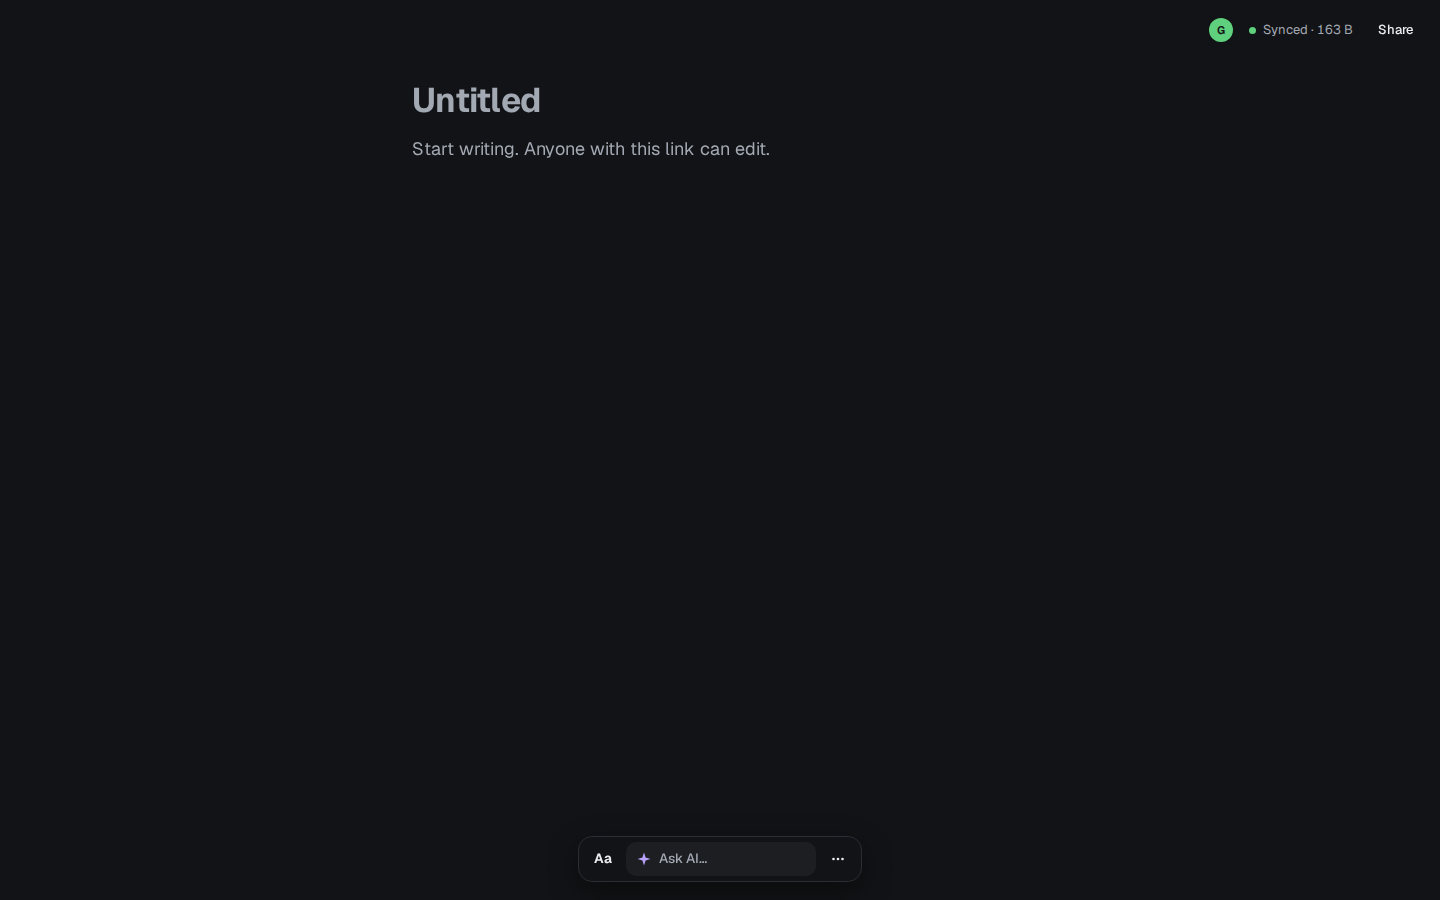 G
Synced · 163 B
Share
Untitled
Start writing. Anyone with this link can edit.
Aa
Ask AI…